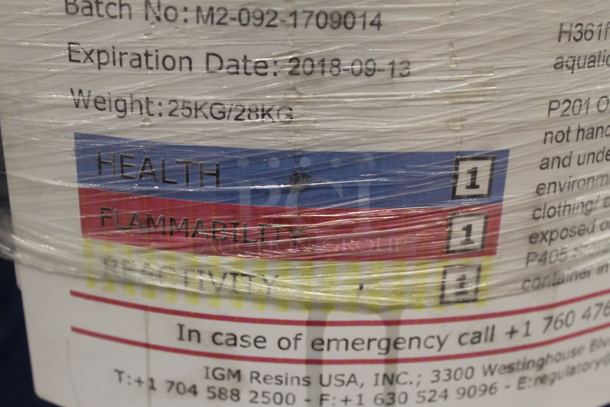 Batch No: M2-092-1709014
Expiration Date: 2018-09-13
Weight: 25KG/28KG
HEALTH 1
FLAMMABILITY 1
REACTIVITY
In case of emergency call +1 760 476
IGM Resins USA, INC.; 3300 Westinghouse Blv
T:+1 704 588 2500 - F:+1 630 524 9096 - E:regulatory
H361f
aquatic
P201 O
not hand
and unde
environm
clothing/
exposed o
P405
container in